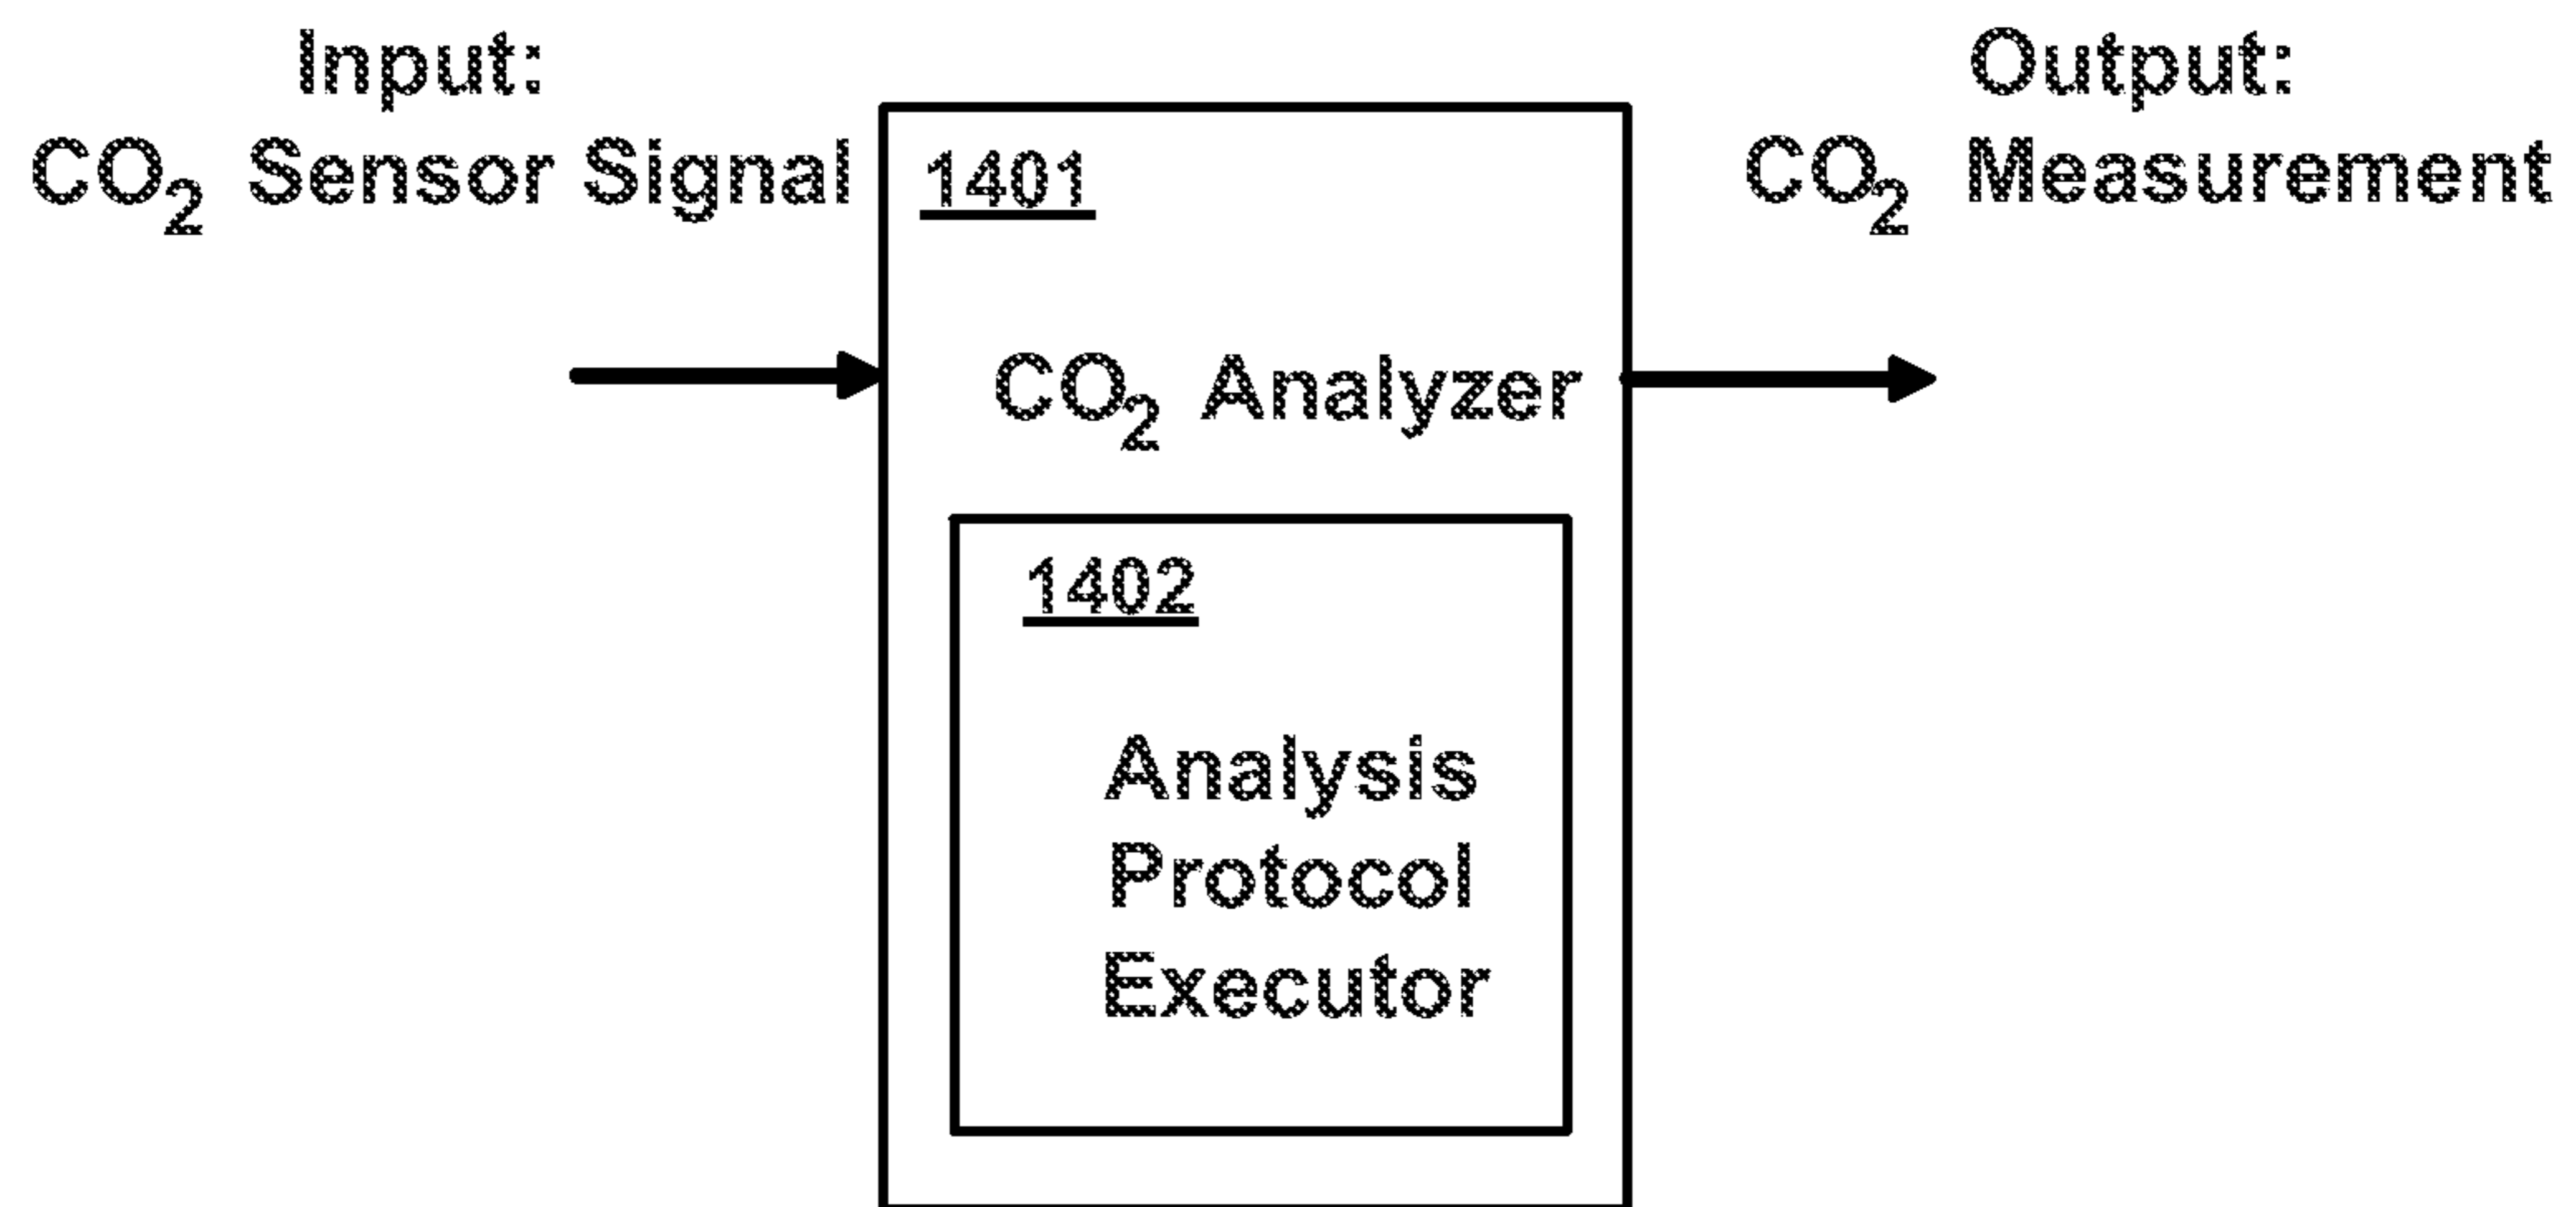 Input:
CO₂ Sensor Signal
1401
CO₂ Analyzer
1402
Analysis
Protocol
Executor
Output:
CO₂ Measurement